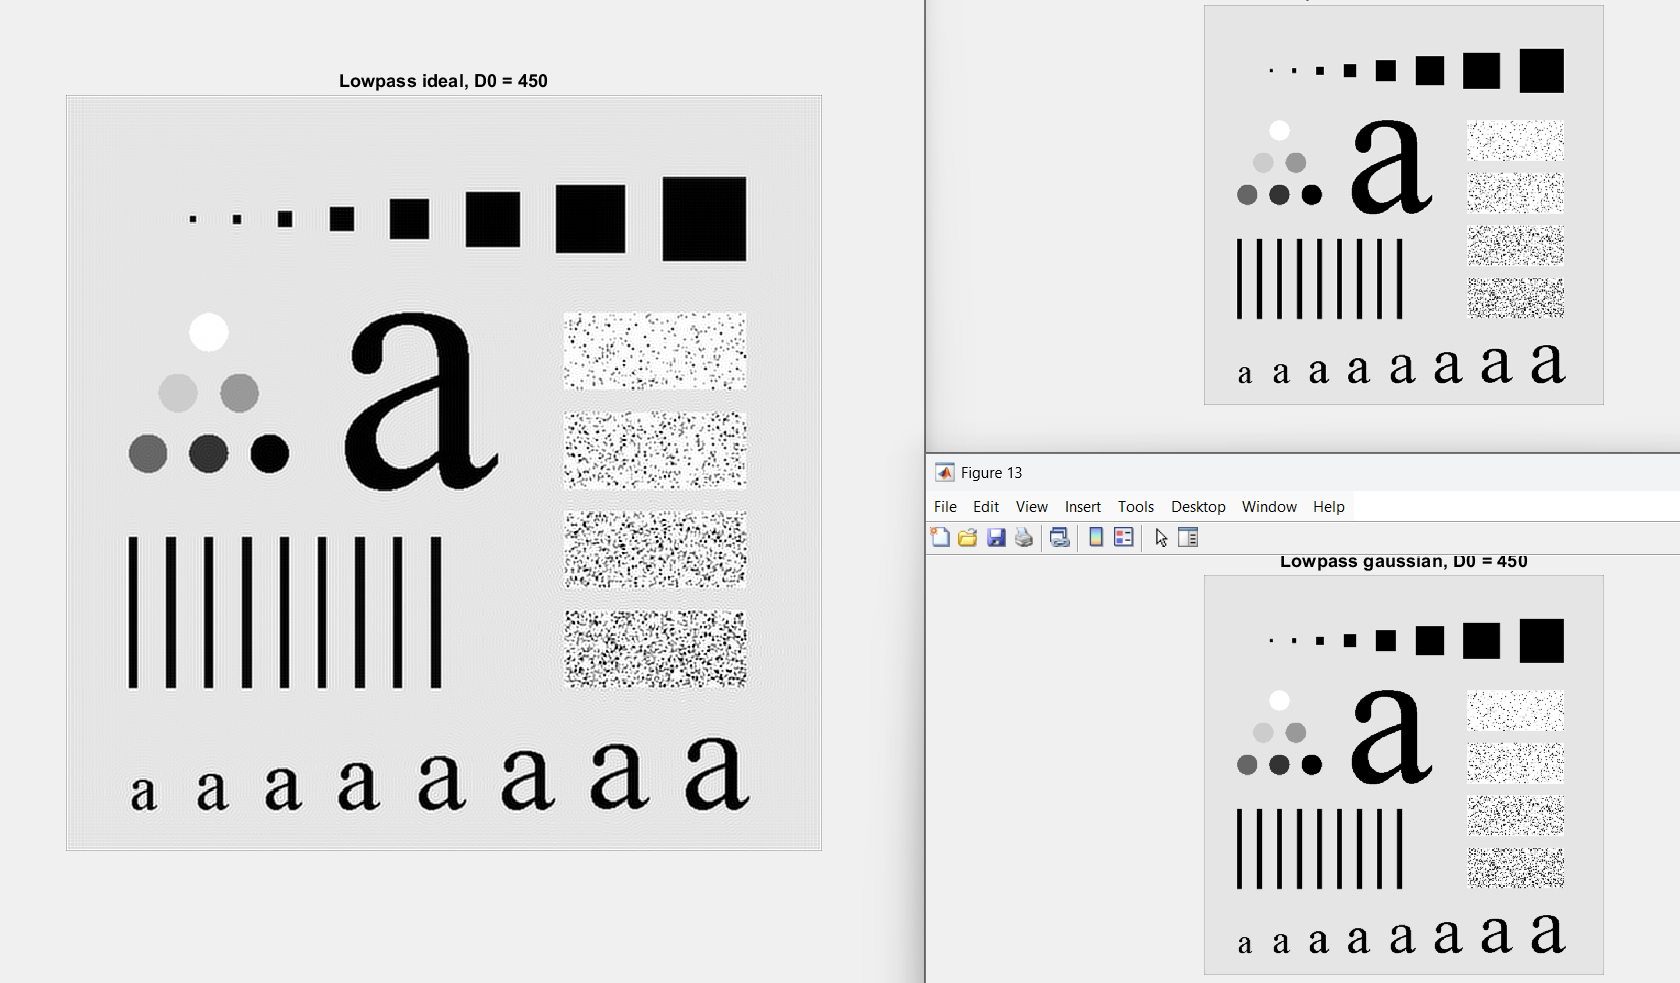 Lowpass ideal, D0 = 450
a
a a a a a a a a
a
a a a a a a a a
Figure 13
File Edit View Insert Tools Desktop Window Help
Lowpass gaussian, D0 = 450
a
a a a a a a a a